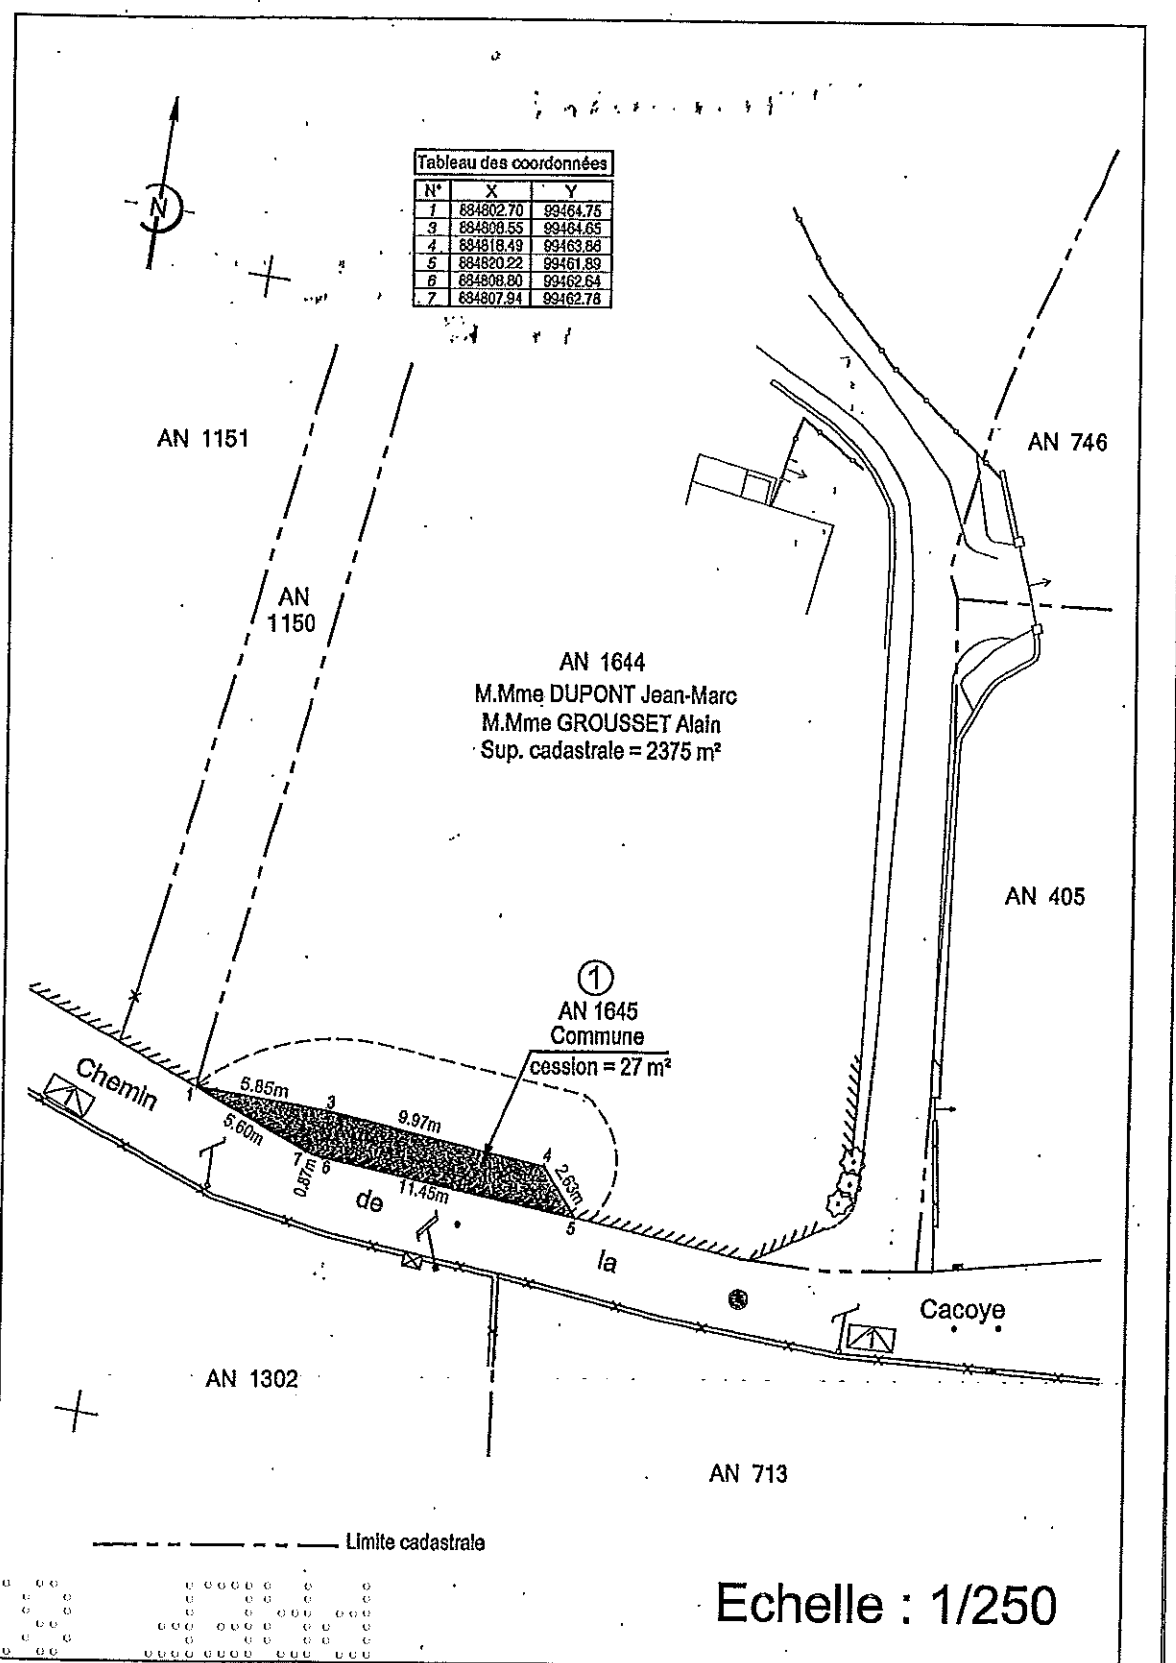 N
Tableau des coordonnées
N° X Y
1 884802.70 99464.75
3 884808.55 99464.65
4 884818.49 99463.86
5 884820.22 99461.89
6 884808.80 99462.64
7 884807.94 99462.78
AN 1151
AN 746
AN
1150
AN 1644
M.Mme DUPONT Jean-Marc
M.Mme GROUSSET Alain
Sup. cadastrale = 2375 m²
AN 405
1
AN 1645
Commune
cession = 27 m²
Chemin
1
5.85m
3
9.97m
4
2.63m
5.60m
7
6
0.87m
11.45m
5
de
la
Cacoye
AN 1302
AN 713
Limite cadastrale
Echelle : 1/250